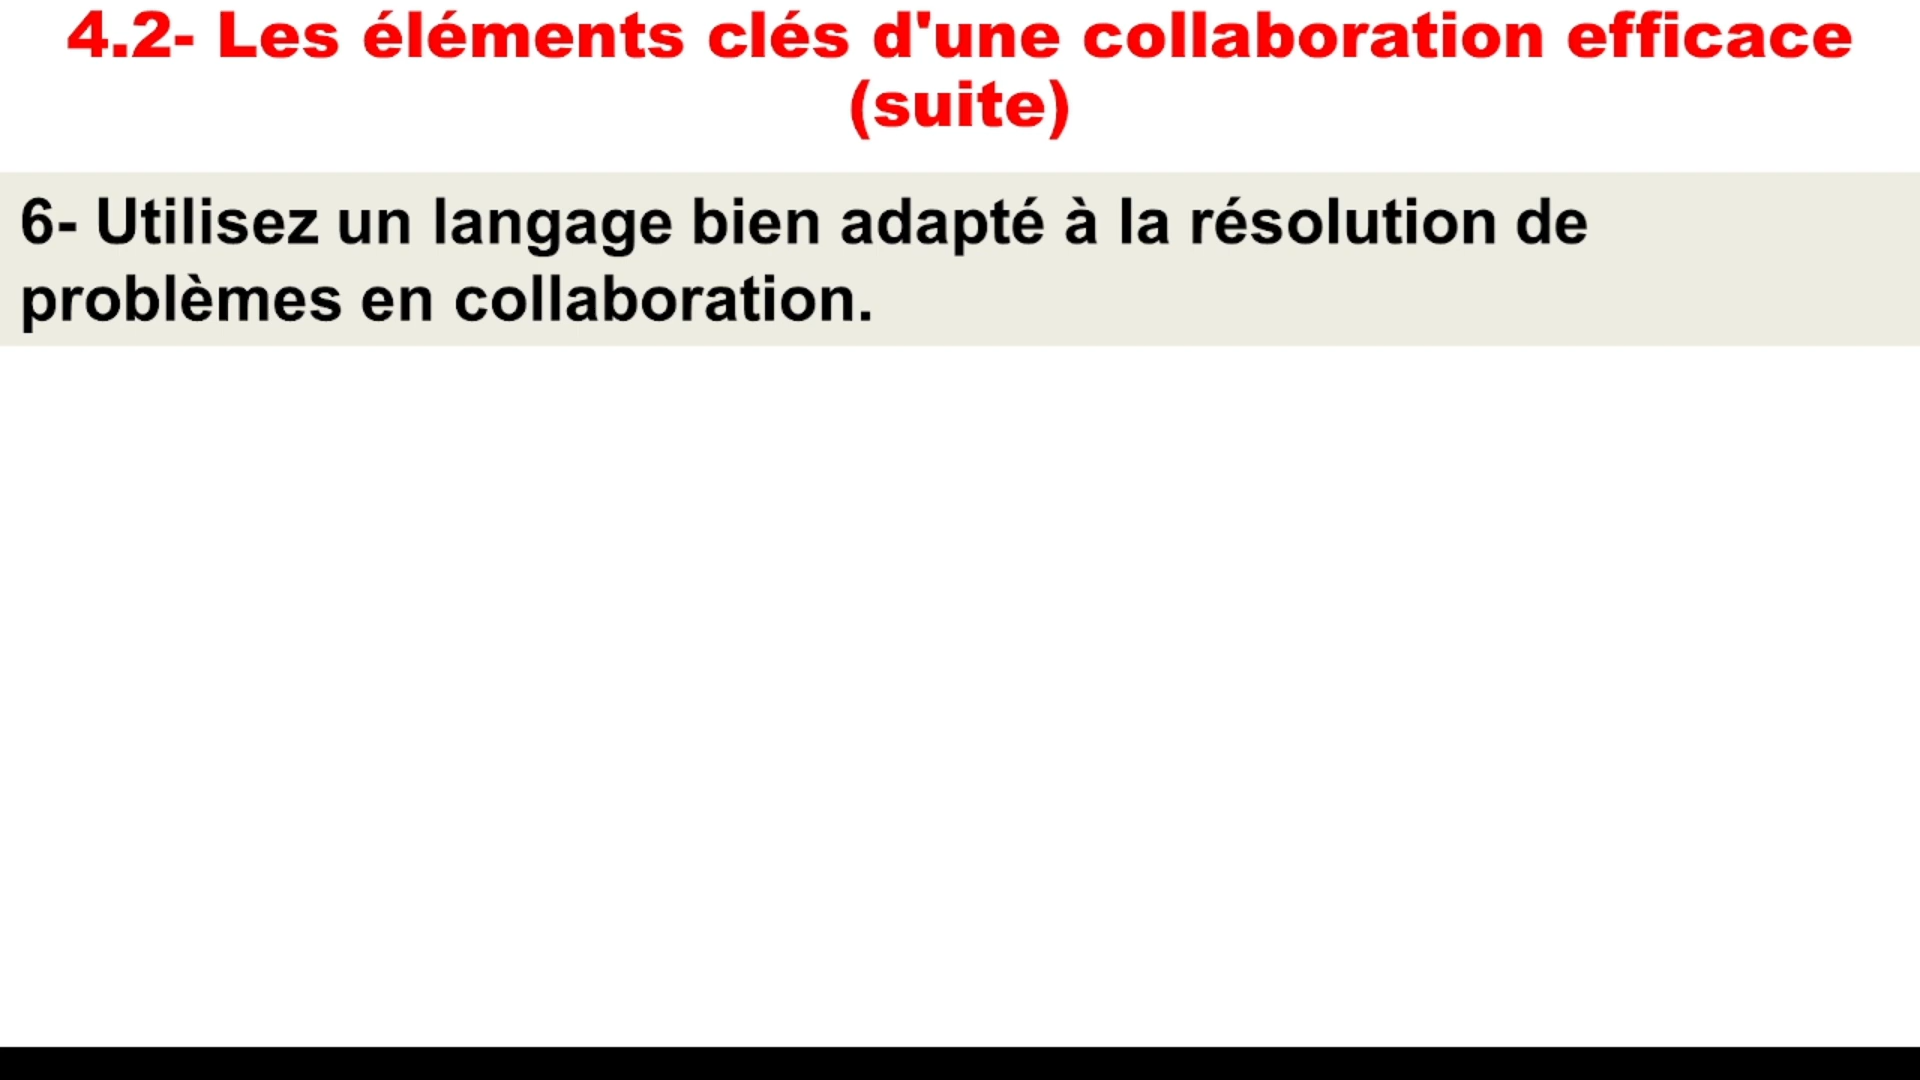 4.2- Les éléments clés d'une collaboration efficace
(suite)
6- Utilisez un langage bien adapté à la résolution de
problèmes en collaboration.